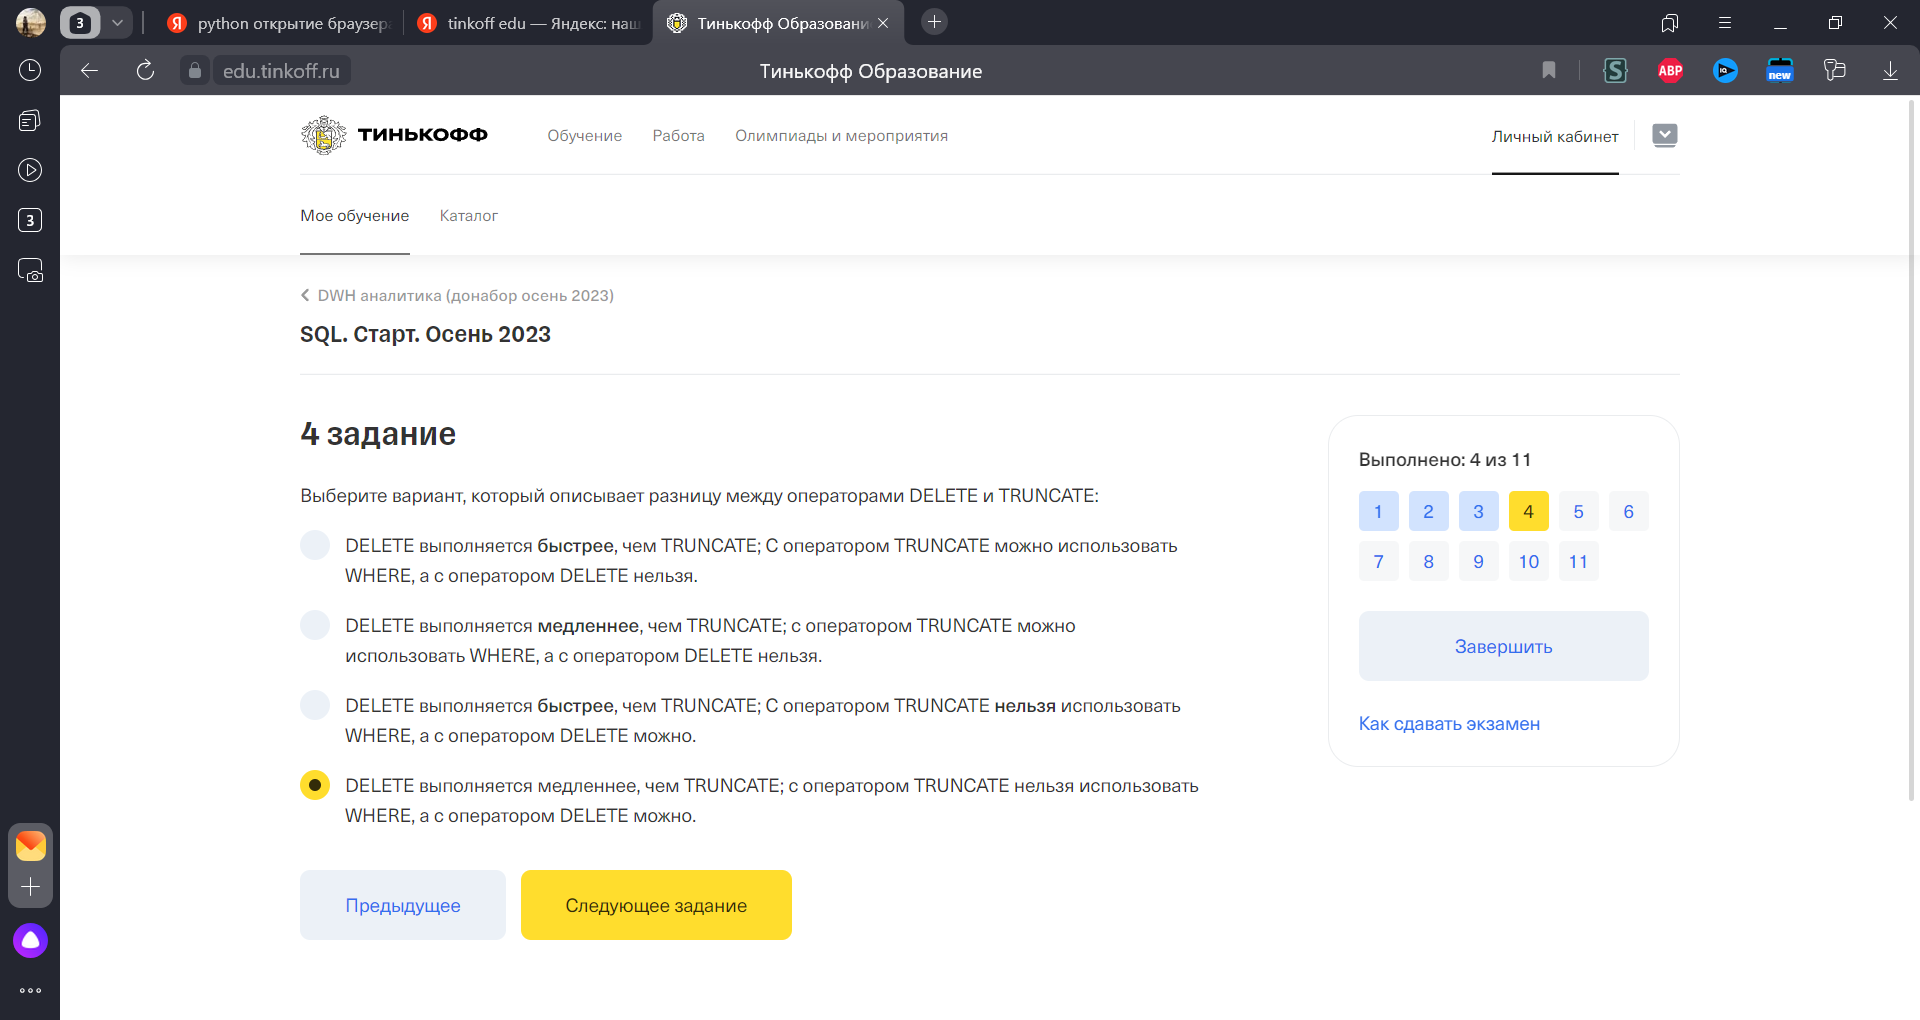 3
python открытие браузер
tinkoff edu — Яндекс: наш
Тинькофф Образовани
edu.tinkoff.ru
Тинькофф Образование
S
ABP
IQ
new
3
ТИНЬКОФФ
Обучение
Работа
Олимпиады и мероприятия
Личный кабинет
Мое обучение
Каталог
DWH аналитика (донабор осень 2023)
SQL. Старт. Осень 2023
4 задание
Выберите вариант, который описывает разницу между операторами DELETE и TRUNCATE:
DELETE выполняется быстрее, чем TRUNCATE; С оператором TRUNCATE можно использовать
WHERE, а с оператором DELETE нельзя.
DELETE выполняется медленнее, чем TRUNCATE; с оператором TRUNCATE можно
использовать WHERE, а с оператором DELETE нельзя.
DELETE выполняется быстрее, чем TRUNCATE; С оператором TRUNCATE нельзя использовать
WHERE, а с оператором DELETE можно.
DELETE выполняется медленнее, чем TRUNCATE; с оператором TRUNCATE нельзя использовать
WHERE, а с оператором DELETE можно.
Предыдущее
Следующее задание
Выполнено: 4 из 11
1 2 3 4 5 6
7 8 9 10 11
Завершить
Как сдавать экзамен